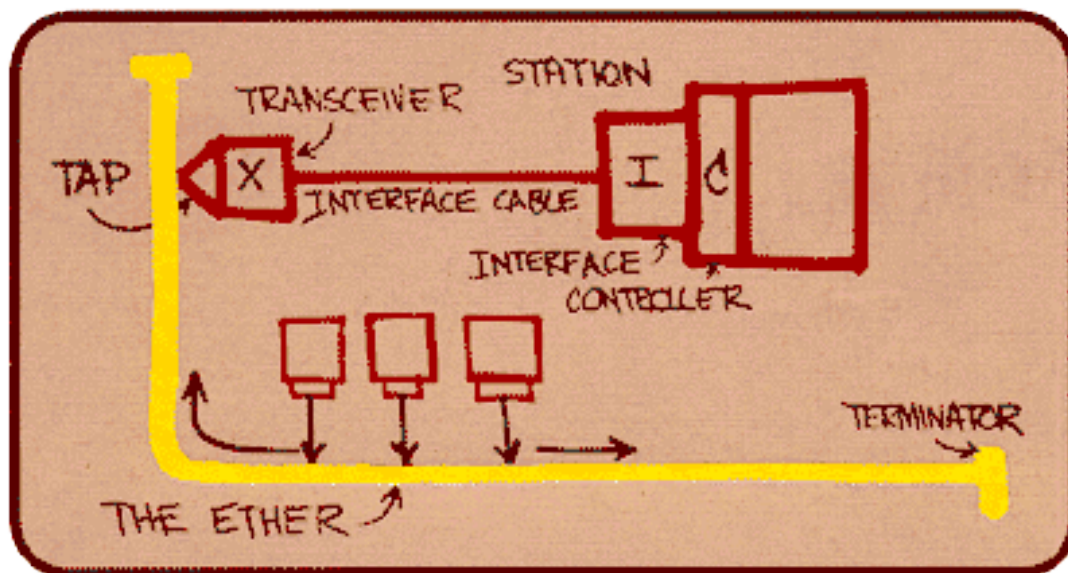 STATION
TRANSCEIVER
TAP
X
I
C
INTERFACE CABLE
INTERFACE
CONTROLLER
TERMINATOR
THE ETHER